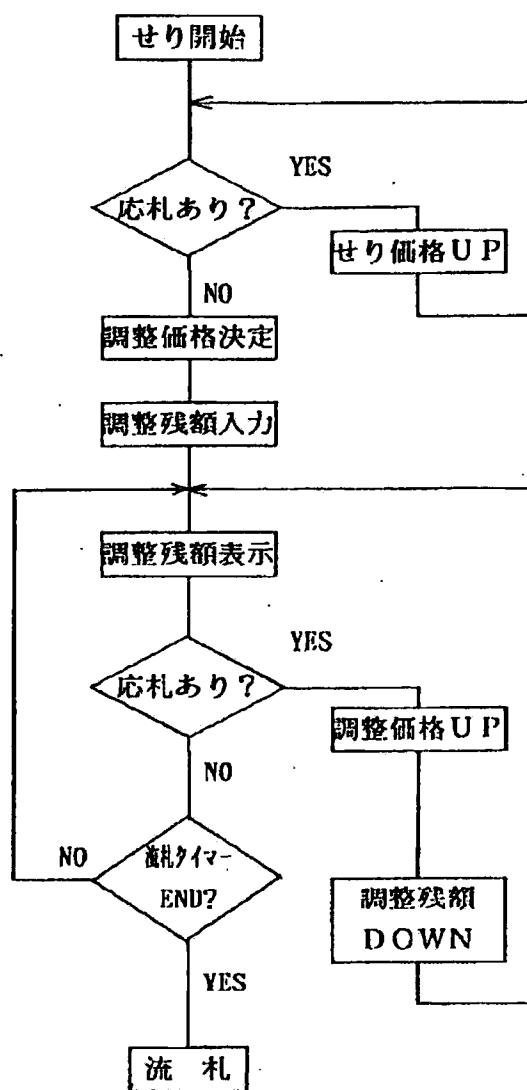 せり開始
YES
応札あり？
せり価格ＵＰ
NO
調整価格決定
調整残額入力
調整残額表示
YES
応札あり？
調整価格ＵＰ
NO
NO
流札タイマー
END?
調整残額
ＤＯＷＮ
YES
流　札